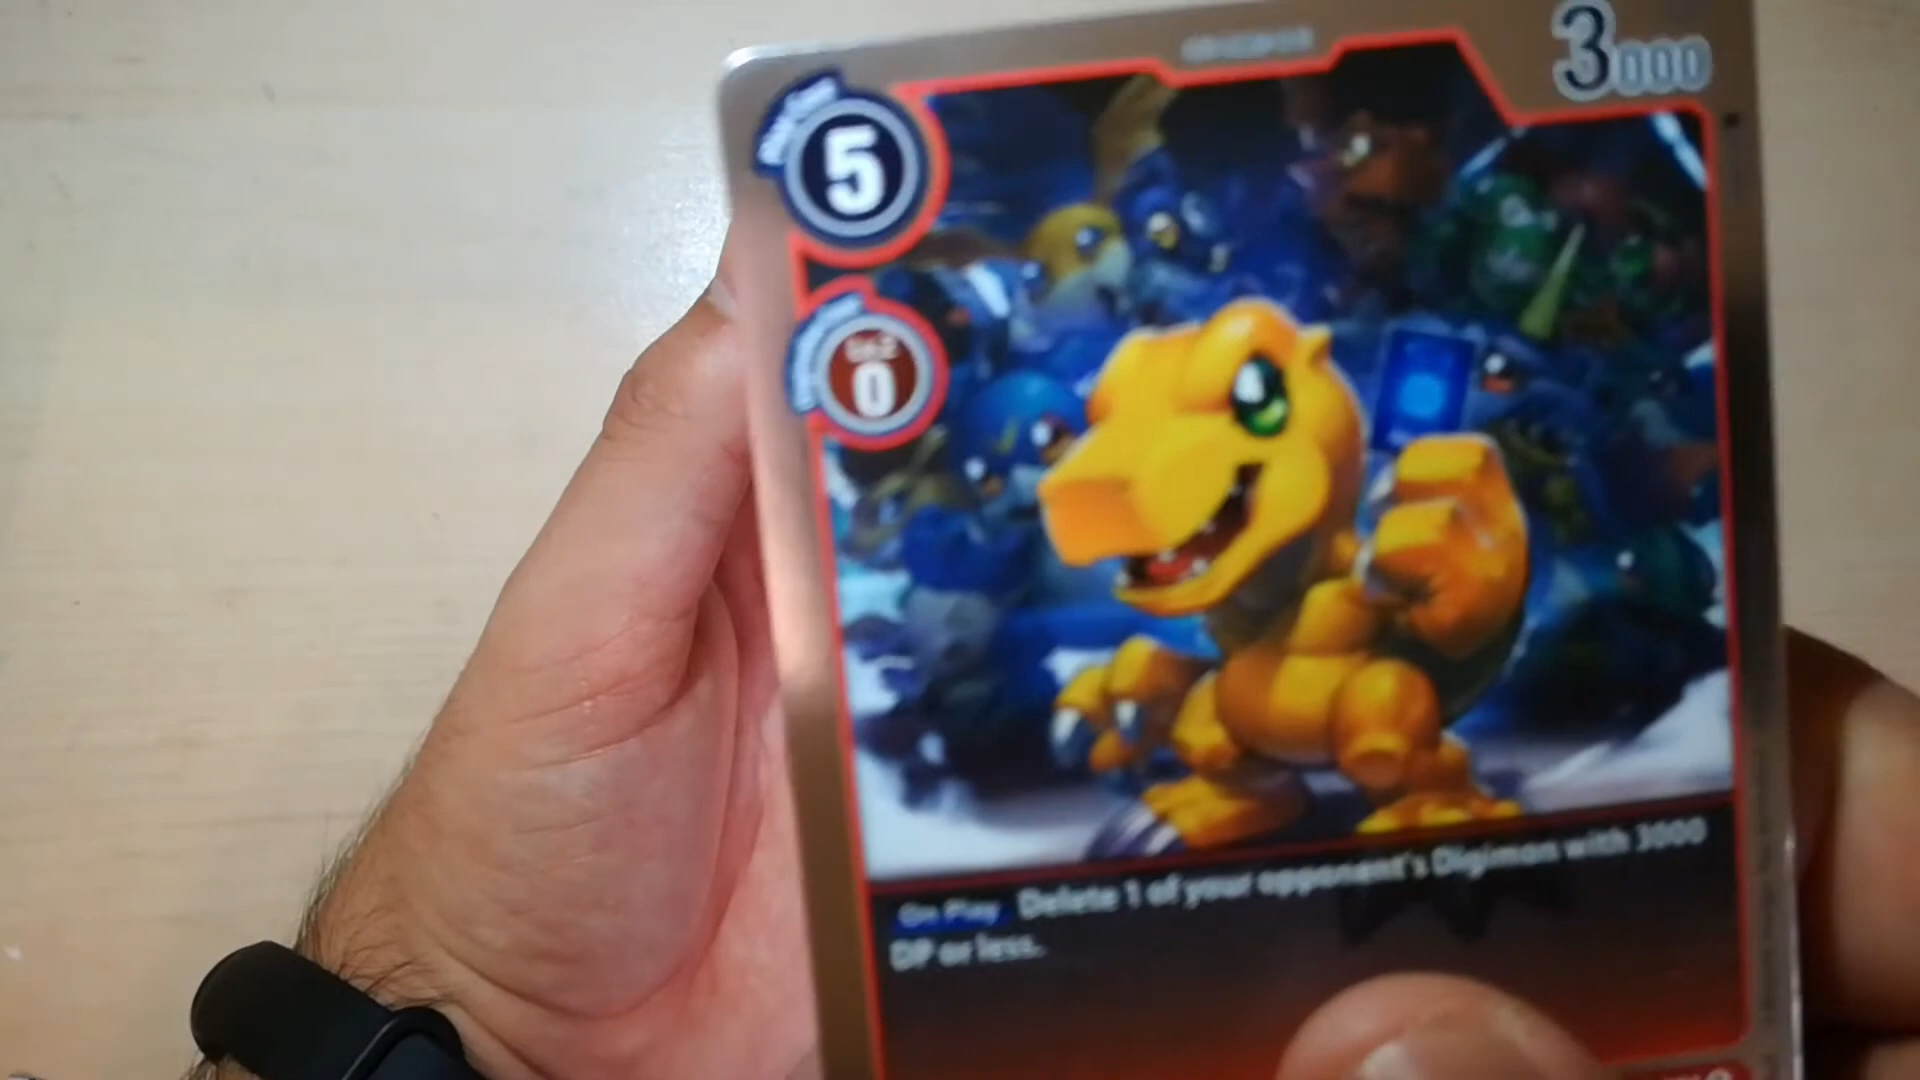 3000
5
Lv.2
0
On Play Delete 1 of your opponent's Digimon with 3000
DP or less.